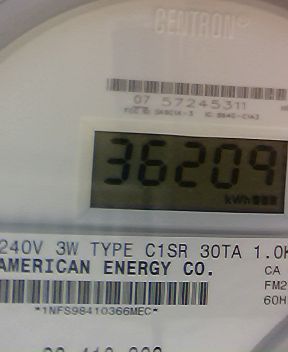 CENTRON®
07 57245311
36209
kWh
240V 3W TYPE C1SR 30TA 1.0K
AMERICAN ENERGY CO.
CA
FM2
60H
*1NFS98410366MEC*